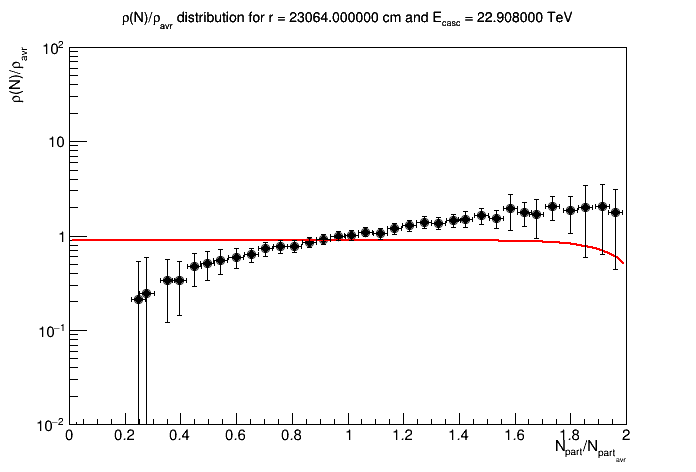 ρ(N)/ρavr distribution for r = 23064.000000 cm and Ecasc = 22.908000 TeV
ρ(N)/ρavr
10²
10
1
10⁻¹
10⁻²
0 0.2 0.4 0.6 0.8 1 1.2 1.4 1.6 1.8 2
Npart/Npartavr